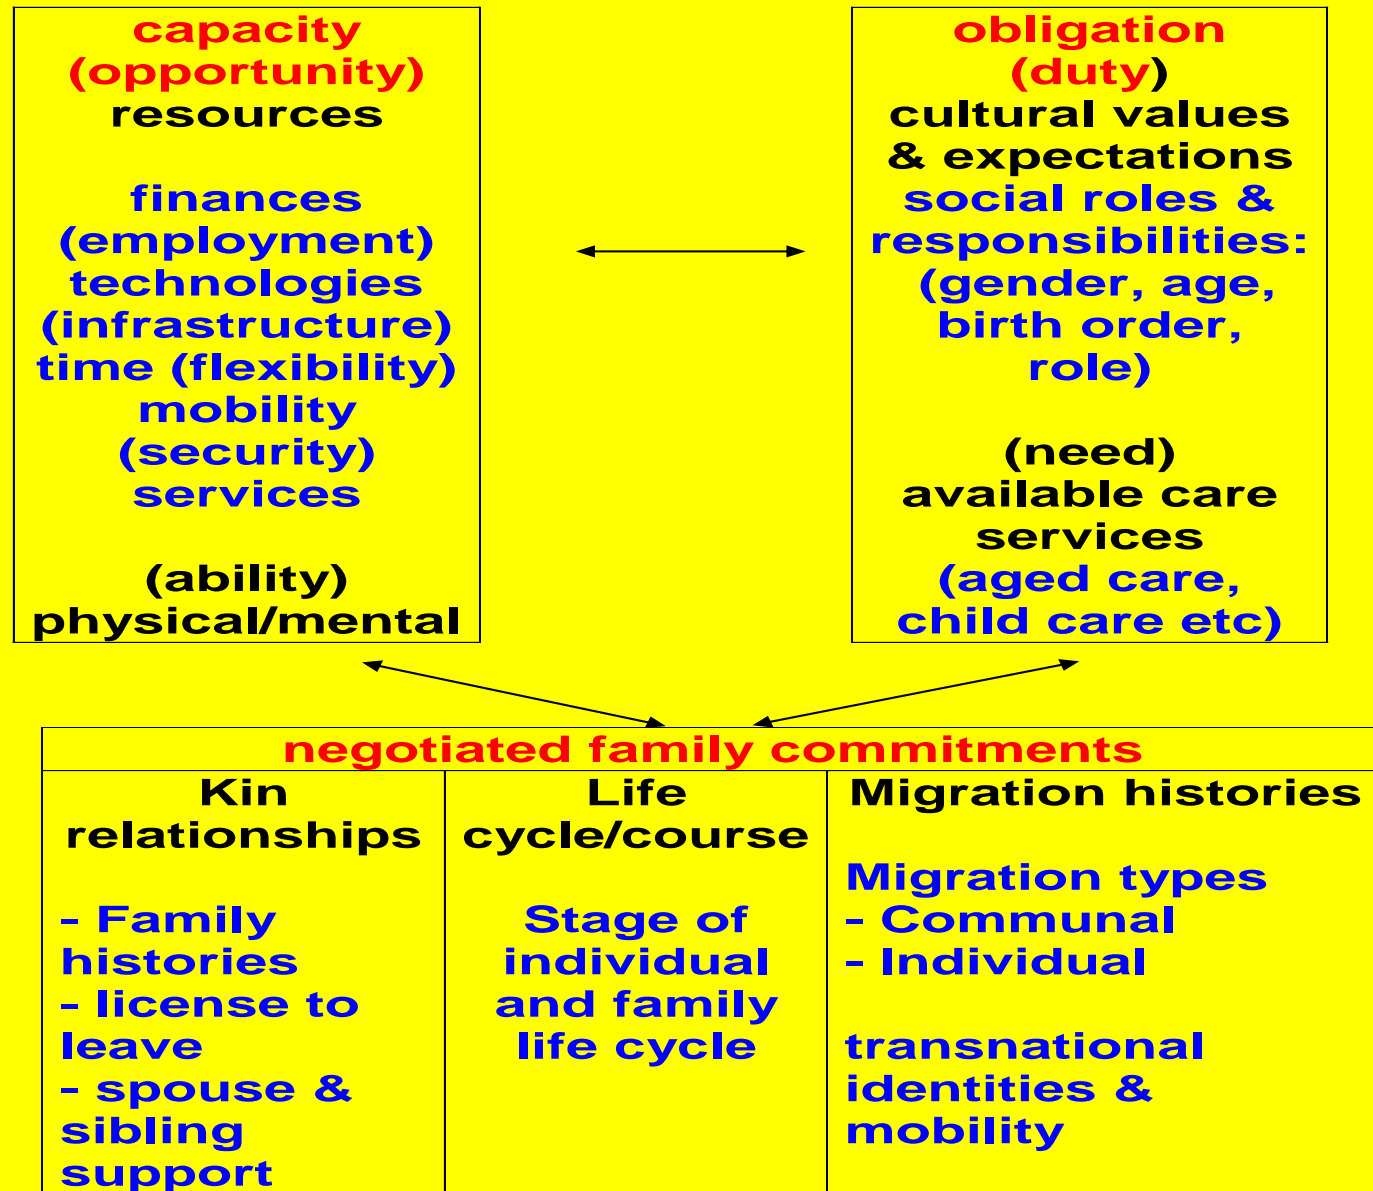 capacity
(opportunity)
resources
finances
(employment)
technologies
(infrastructure)
time (flexibility)
mobility
(security)
services
(ability)
physical/mental
obligation
(duty)
cultural values
& expectations
social roles &
responsibilities:
(gender, age,
birth order,
role)
(need)
available care
services
(aged care,
child care etc)
negotiated family commitments
Kin
relationships
- Family
histories
- license to
leave
- spouse &
sibling
support
Life
cycle/course
Stage of
individual
and family
life cycle
Migration histories
Migration types
- Communal
- Individual
transnational
identities &
mobility